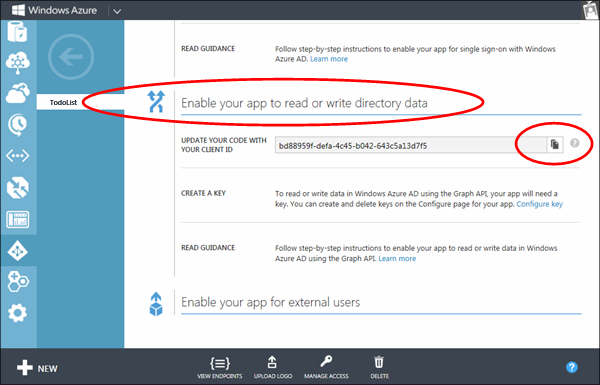 Windows Azure
READ GUIDANCE
Follow step-by-step instructions to enable your app for single sign-on with Windows
Azure AD. Learn more
TodoList
Enable your app to read or write directory data
UPDATE YOUR CODE WITH
YOUR CLIENT ID
bd88959f-defa-4c45-b042-643c5a13d7f5
?
CREATE A KEY
To read or write data in Windows Azure AD using the Graph API, your app will need a
key. You can create and delete keys on the Configure page for your app. Configure key
READ GUIDANCE
Follow step-by-step instructions to enable your app to read or write data in Windows
Azure AD using the Graph API. Learn more
Enable your app for external users
NEW
VIEW ENDPOINTS
UPLOAD LOGO
MANAGE ACCESS
DELETE
?